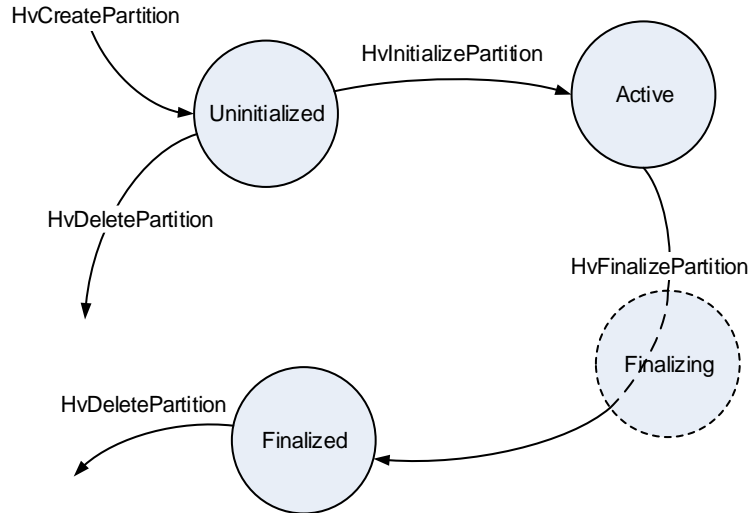 HvCreatePartition
HvInitializePartition
Uninitialized
Active
HvDeletePartition
HvFinalizePartition
Finalizing
HvDeletePartition
Finalized